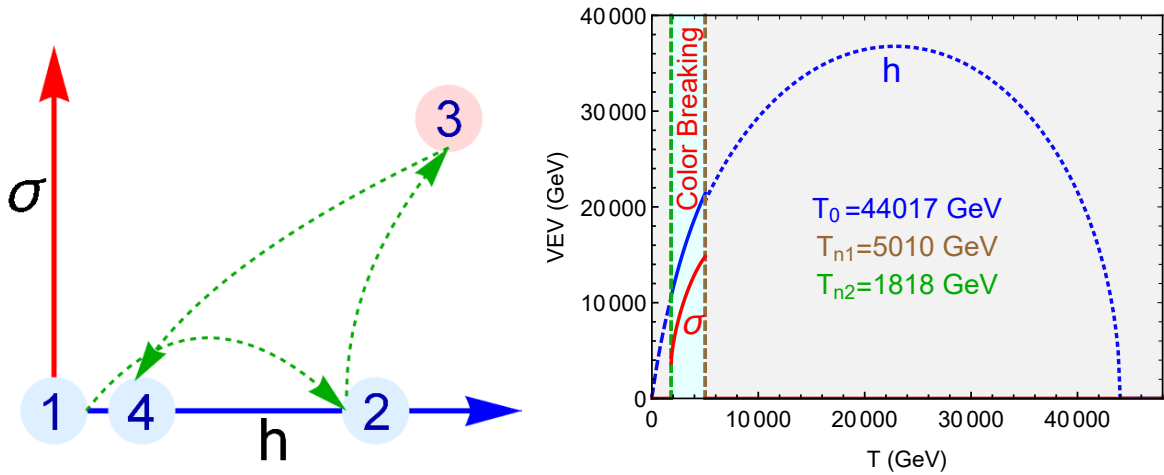 σ
3
1
4
2
h
VEV (GeV)
40 000
30 000
20 000
10 000
0
Color Breaking
h
T₀=44017 GeV
Tₙ₁=5010 GeV
Tₙ₂=1818 GeV
σ
0 10 000 20 000 30 000 40 000
T (GeV)